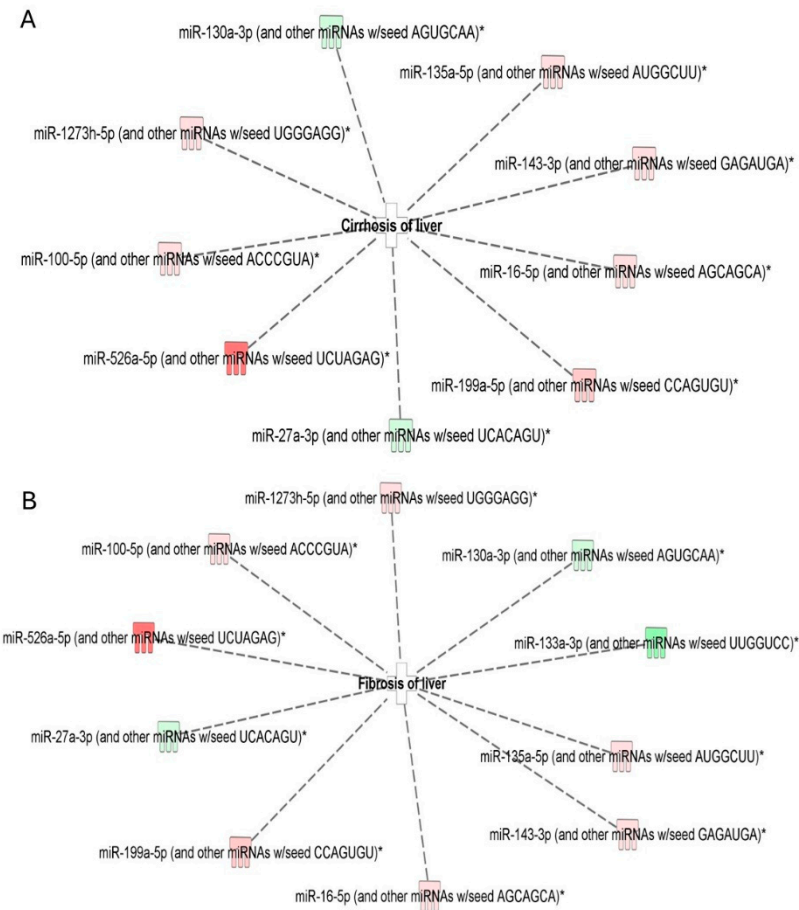 A
miR-130a-3p (and other miRNAs w/seed AGUGCAA)*
miR-135a-5p (and other miRNAs w/seed AUGGCUU)*
miR-1273h-5p (and other miRNAs w/seed UGGGAGG)*
miR-143-3p (and other miRNAs w/seed GAGAUGA)*
Cirrhosis of liver
miR-100-5p (and other miRNAs w/seed ACCCGUA)*
miR-16-5p (and other miRNAs w/seed AGCAGCA)*
miR-526a-5p (and other miRNAs w/seed UCUAGAG)*
miR-199a-5p (and other miRNAs w/seed CCAGUGU)*
miR-27a-3p (and other miRNAs w/seed UCACAGU)*
B
miR-1273h-5p (and other miRNAs w/seed UGGGAGG)*
miR-100-5p (and other miRNAs w/seed ACCCGUA)*
miR-130a-3p (and other miRNAs w/seed AGUGCAA)*
miR-526a-5p (and other miRNAs w/seed UCUAGAG)*
miR-133a-3p (and other miRNAs w/seed UUGGUCC)*
Fibrosis of liver
miR-27a-3p (and other miRNAs w/seed UCACAGU)*
miR-135a-5p (and other miRNAs w/seed AUGGCUU)*
miR-143-3p (and other miRNAs w/seed GAGAUGA)*
miR-199a-5p (and other miRNAs w/seed CCAGUGU)*
miR-16-5p (and other miRNAs w/seed AGCAGCA)*